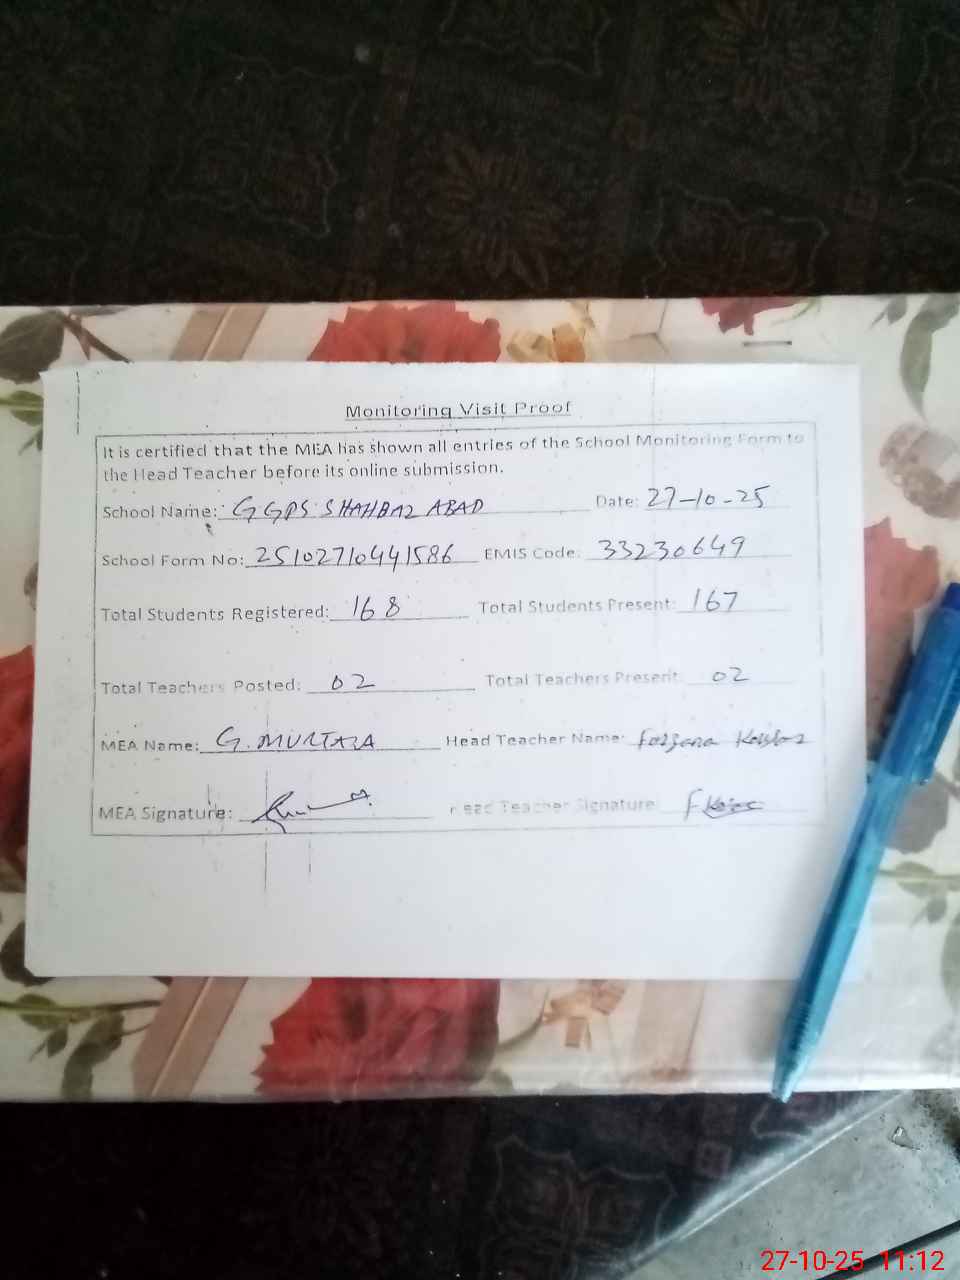 Monitoring Visit Proof
It is certified that the MEA has shown all entries of the School Monitoring Form to
the Head Teacher before its online submission.
School Name: GGPS SHAHBAZ ABAD Date: 27-10-25
School Form No: 25102710441586 EMIS Code: 33230649
Total Students Registered: 168 Total Students Present: 167
Total Teachers Posted: 02 Total Teachers Present: 02
MEA Name: G. MURTAZA Head Teacher Name: Farzana
MEA Signature: Head Teacher Signature:
27-10-25 11:12